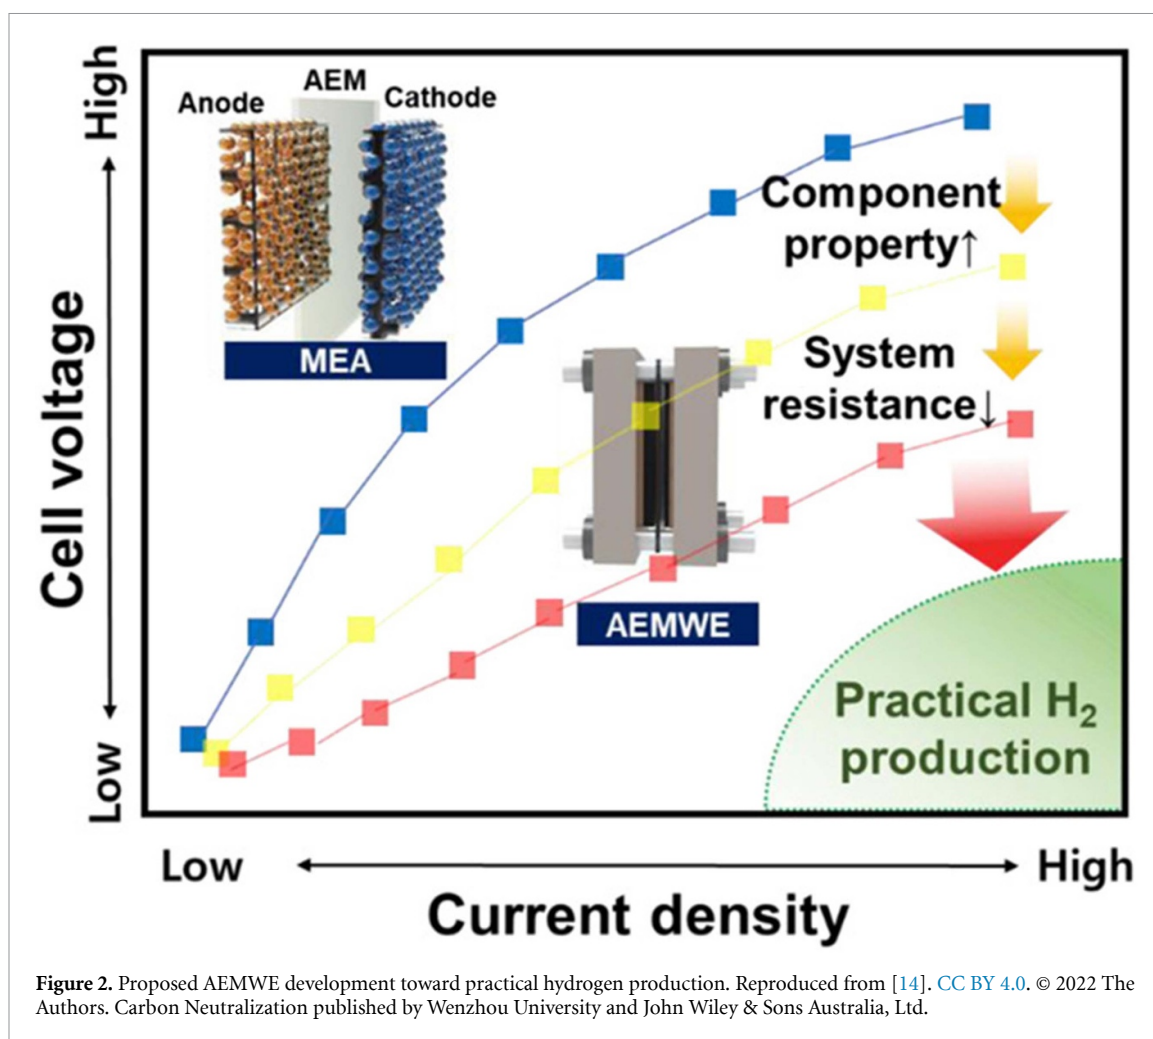 High
Cell voltage
Low
Anode
AEM
Cathode
MEA
Component
property↑
System
resistance↓
AEMWE
Practical H₂
production
Low
High
Current density
Figure 2. Proposed AEMWE development toward practical hydrogen production. Reproduced from [14]. CC BY 4.0. © 2022 The
Authors. Carbon Neutralization published by Wenzhou University and John Wiley & Sons Australia, Ltd.